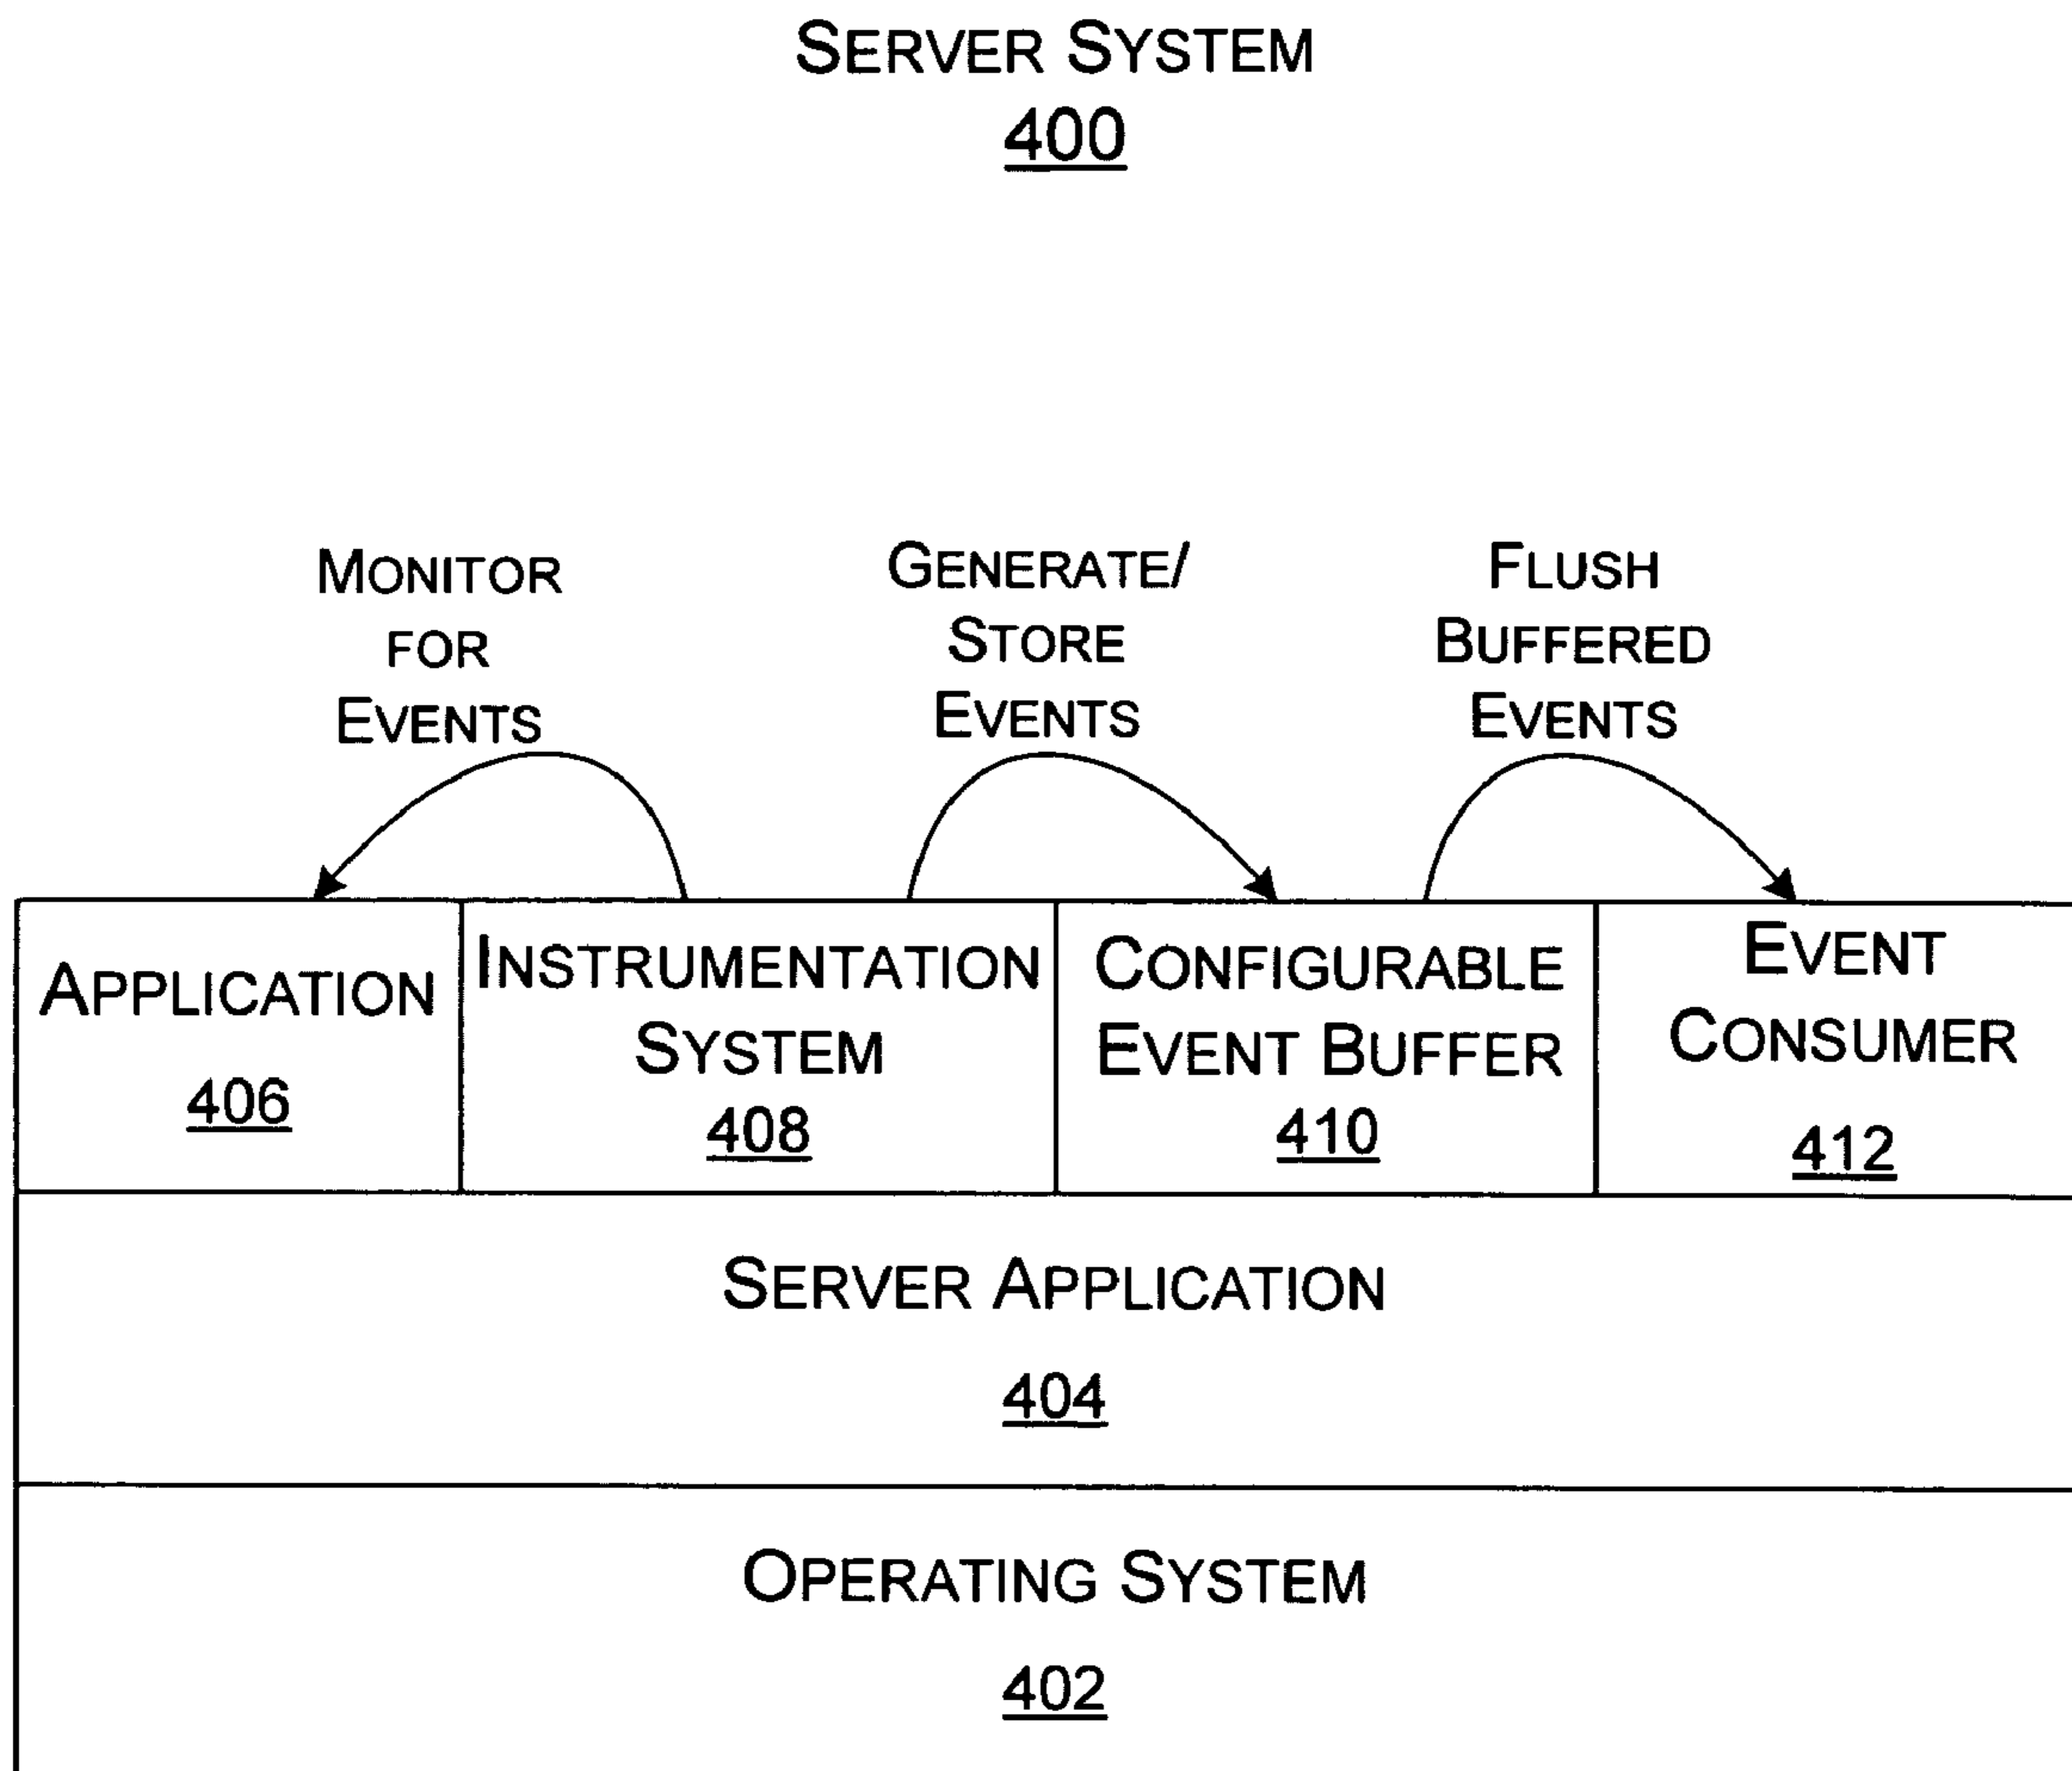 SERVER SYSTEM
400
MONITOR
FOR
EVENTS
GENERATE/
STORE
EVENTS
FLUSH
BUFFERED
EVENTS
APPLICATION
406
INSTRUMENTATION
SYSTEM
408
CONFIGURABLE
EVENT BUFFER
410
EVENT
CONSUMER
412
SERVER APPLICATION
404
OPERATING SYSTEM
402